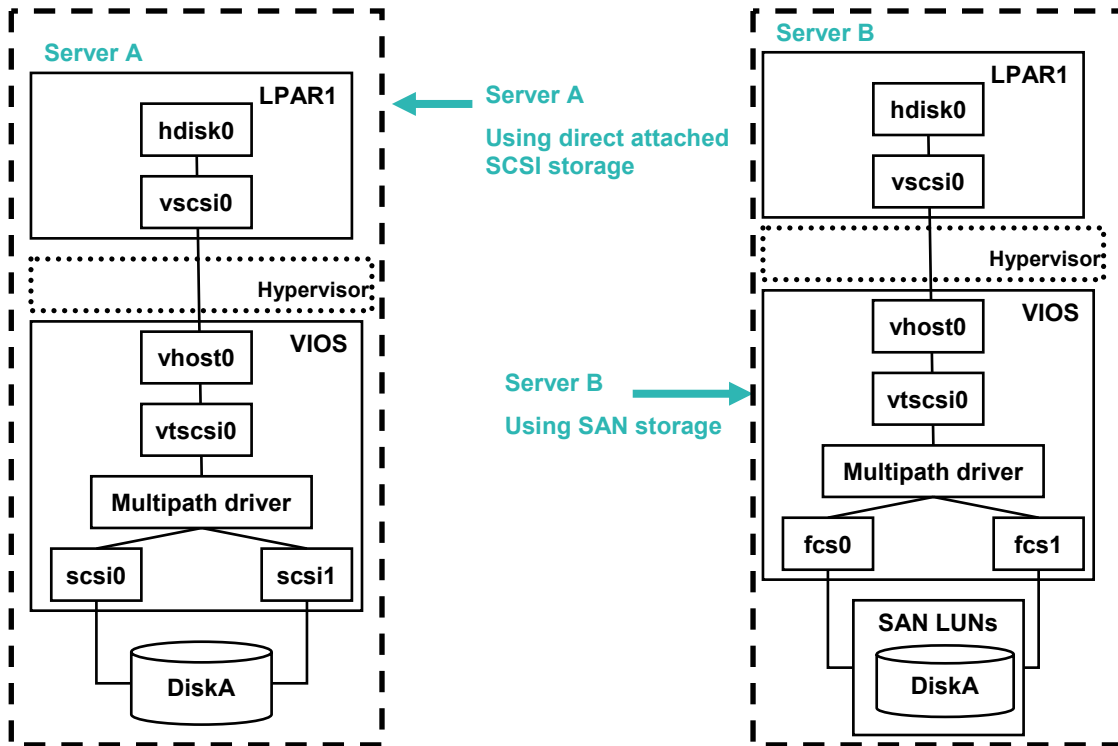 Server A
LPAR1
hdisk0
vscsi0
Hypervisor
VIOS
vhost0
vtscsi0
Multipath driver
scsi0
scsi1
DiskA
Server A
Using direct attached
SCSI storage
Server B
Using SAN storage
Server B
LPAR1
hdisk0
vscsi0
Hypervisor
VIOS
vhost0
vtscsi0
Multipath driver
fcs0
fcs1
SAN LUNs
DiskA